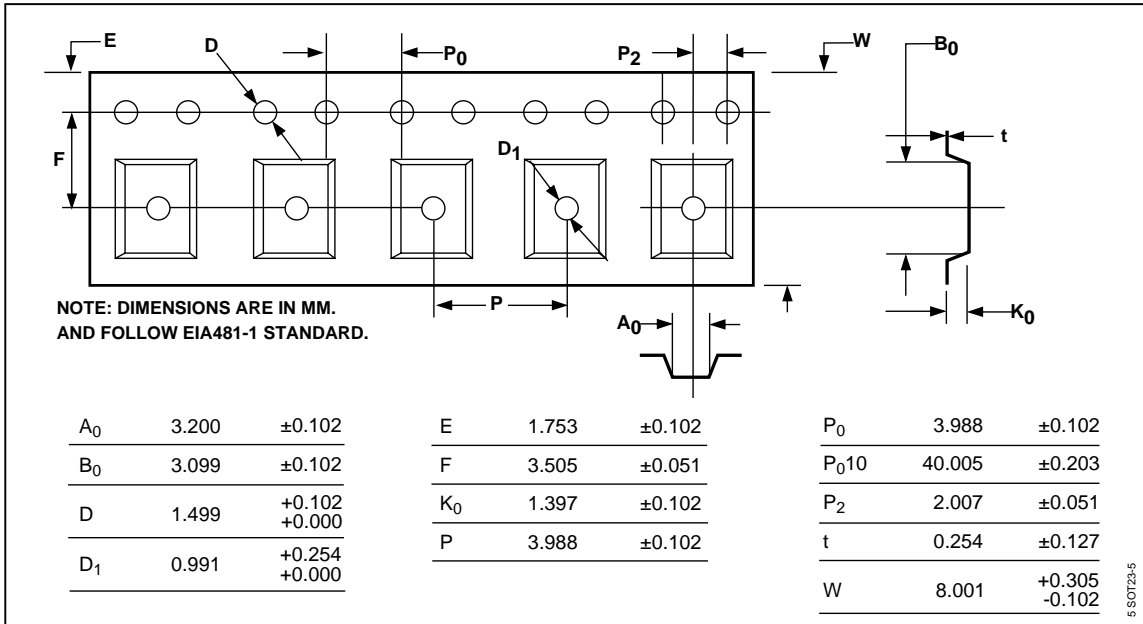 E
D
P0
P2
W
B0
t
F
D1
P
A0
K0
NOTE: DIMENSIONS ARE IN MM.
AND FOLLOW EIA481-1 STANDARD.
A0 3.200 ±0.102
B0 3.099 ±0.102
D 1.499 +0.102 +0.000
D1 0.991 +0.254 +0.000
E 1.753 ±0.102
F 3.505 ±0.051
K0 1.397 ±0.102
P 3.988 ±0.102
P0 3.988 ±0.102
P010 40.005 ±0.203
P2 2.007 ±0.051
t 0.254 ±0.127
W 8.001 +0.305 -0.102
5 SOT23-5